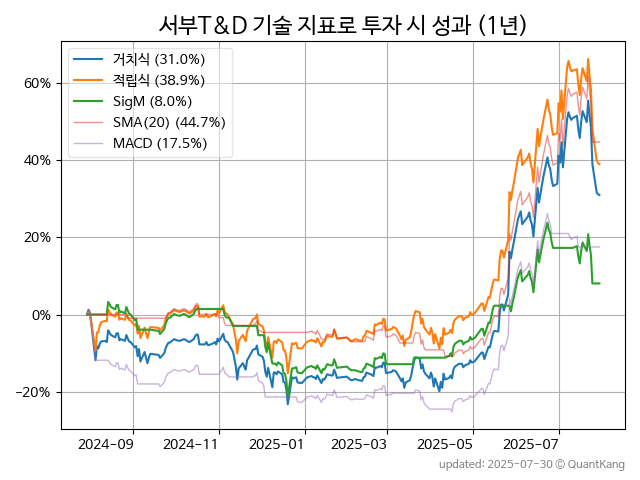 서부T&D 기술 지표로 투자 시 성과 (1년)
거치식 (31.0%)
적립식 (38.9%)
SigM (8.0%)
SMA(20) (44.7%)
MACD (17.5%)
60%
40%
20%
0%
−20%
2024-09 2024-11 2025-01 2025-03 2025-05 2025-07
updated: 2025-07-30 © QuantKang